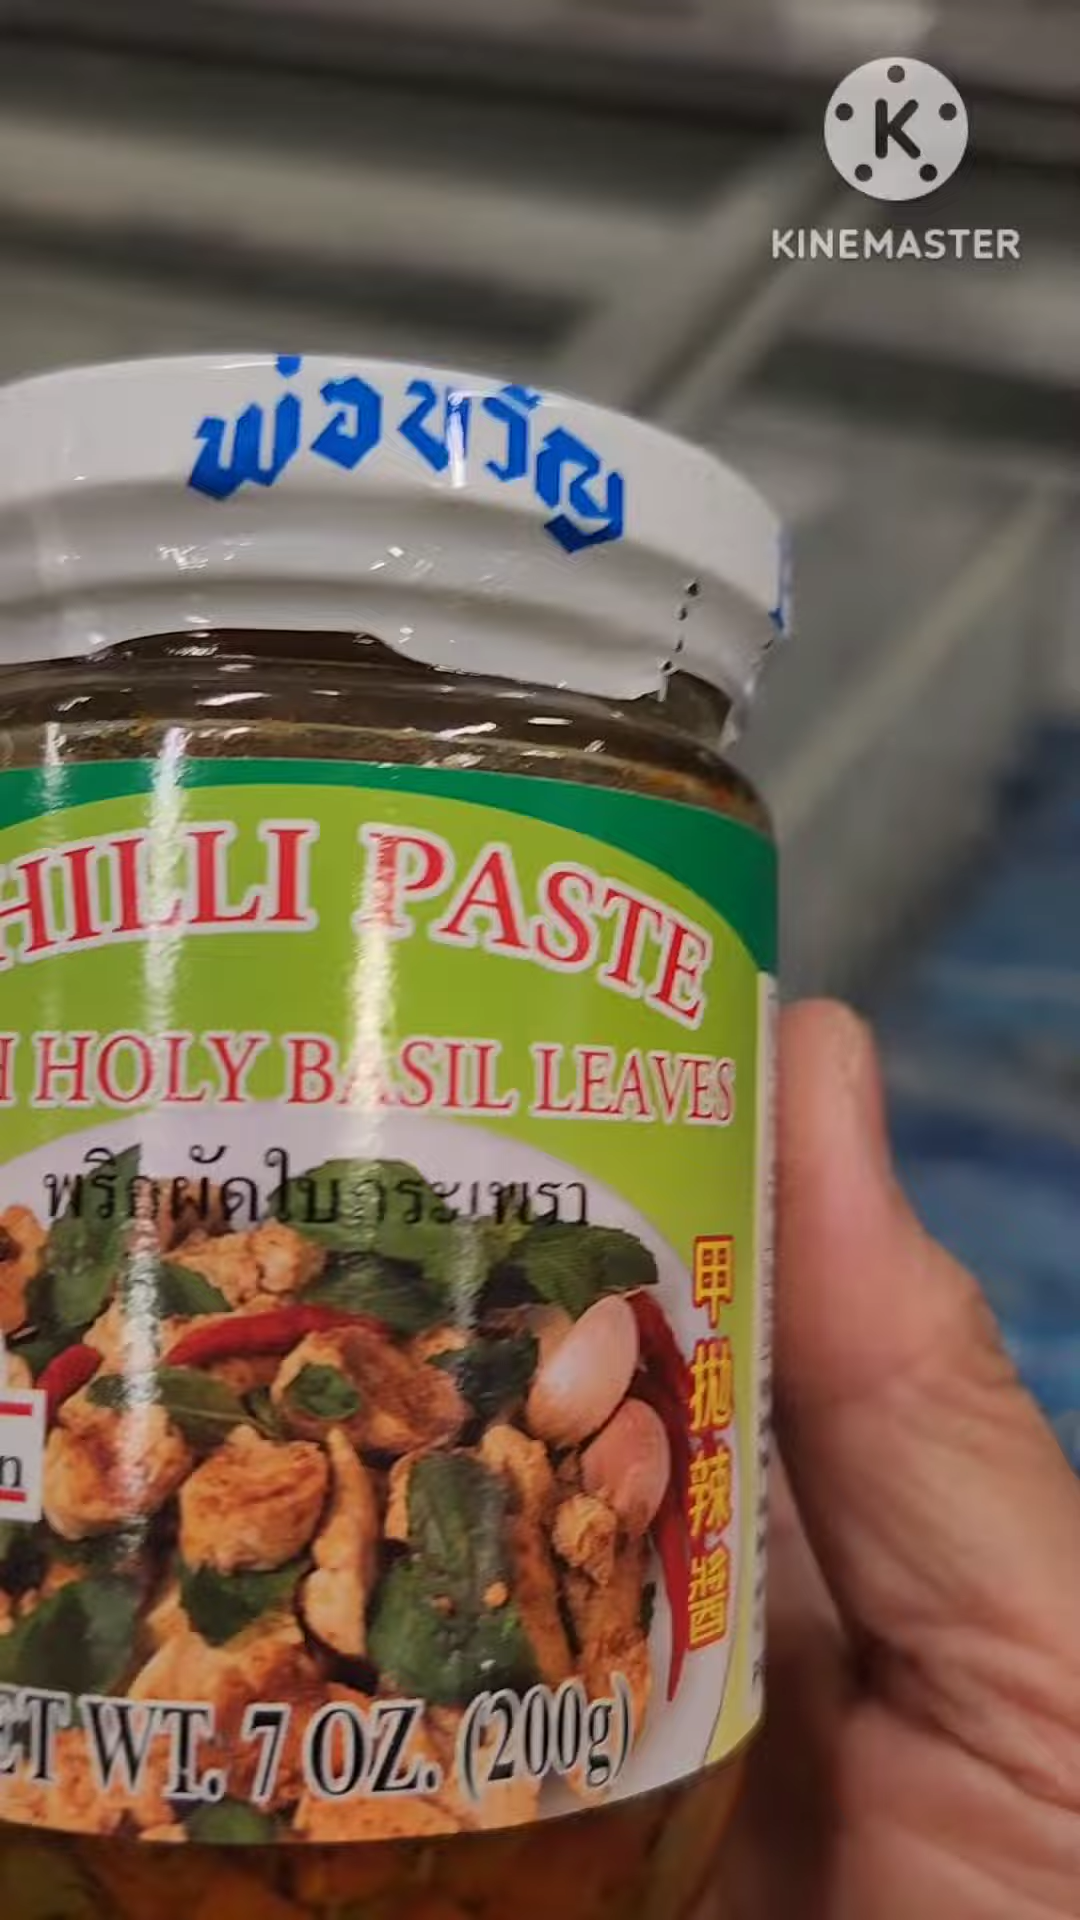 K
KINEMASTER
พ่อขวัญ
HILLI PASTE
H HOLY BASIL LEAVES
พริกผัดใบกระเพรา
甲拋辣醬
n
ET WT. 7 OZ. (200g)